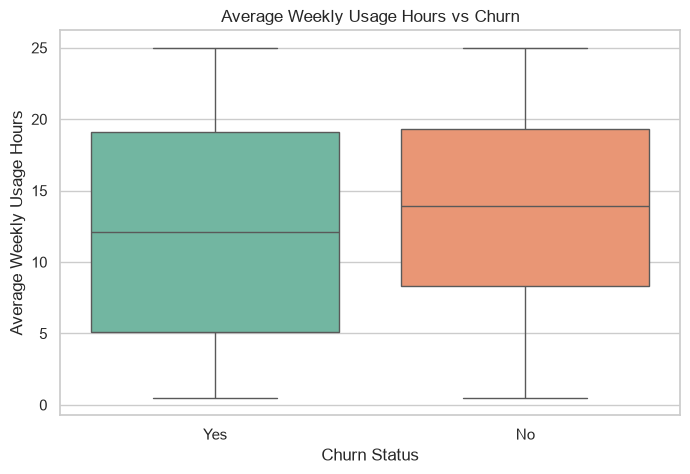 Average Weekly Usage Hours vs Churn
Average Weekly Usage Hours
25
20
15
10
5
0
Yes
No
Churn Status